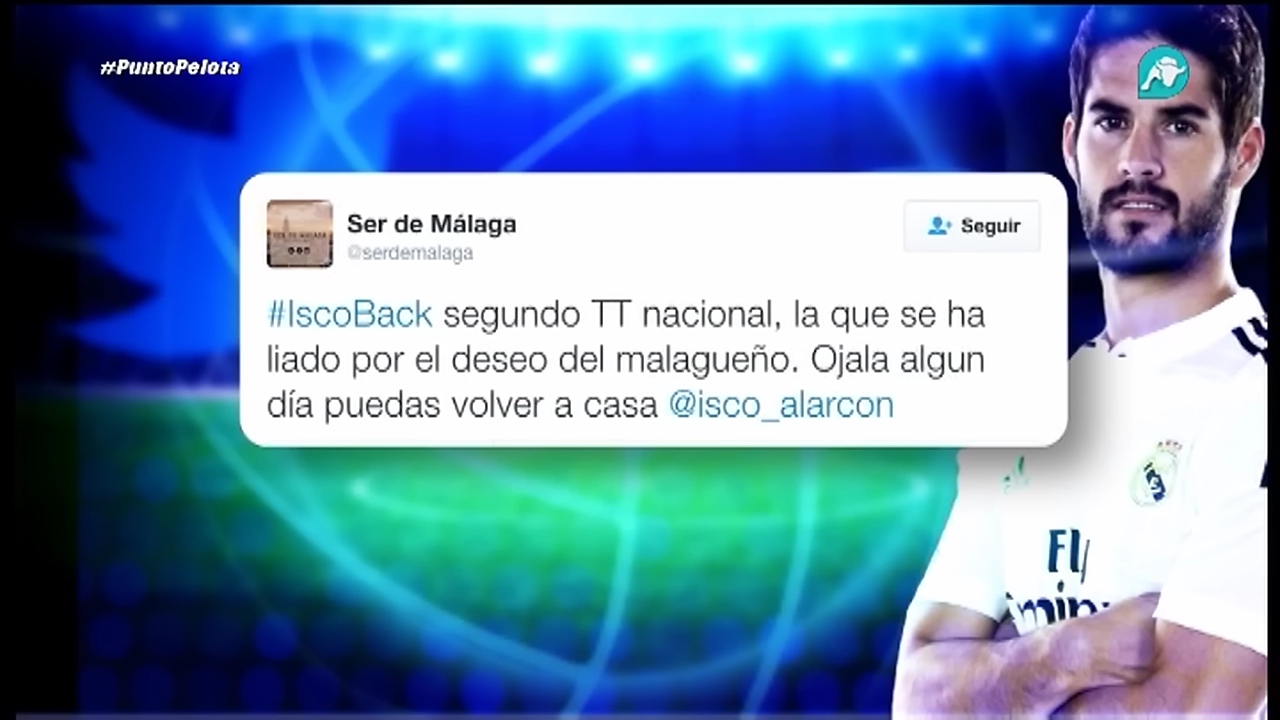 #PuntoPelota
Ser de Málaga
@serdemalaga
Seguir
#IscoBack segundo TT nacional, la que se ha
liado por el deseo del malagueño. Ojala algun
día puedas volver a casa @isco_alarcon
Fly